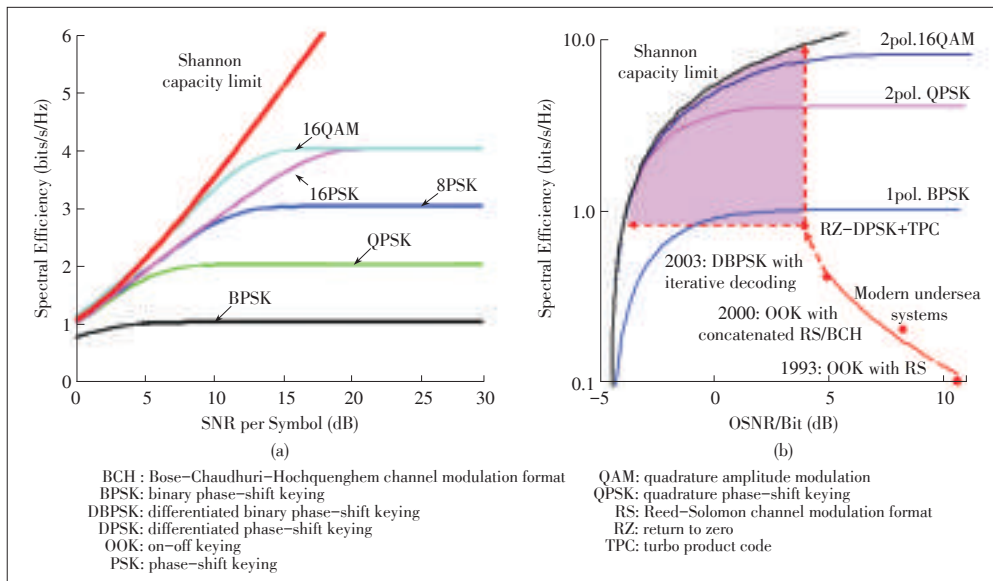 6
5
4
3
2
1
0
Spectral Efficiency (bits/s/Hz)
Shannon
capacity limit
16QAM
16PSK
8PSK
QPSK
BPSK
0 5 10 15 20 25 30
SNR per Symbol (dB)
(a)
10.0
1.0
0.1
Spectral Efficiency (bits/s/Hz)
Shannon
capacity limit
2pol.16QAM
2pol. QPSK
1pol. BPSK
RZ-DPSK+TPC
2003: DBPSK with
iterative decoding
Modern undersea
systems
2000: OOK with
concatenated RS/BCH
1993: OOK with RS
-5 0 5 10
OSNR/Bit (dB)
(b)
BCH : Bose-Chaudhuri-Hochquenghem channel modulation format
BPSK: binary phase-shift keying
DBPSK: differentiated binary phase-shift keying
DPSK: differentiated phase-shift keying
OOK: on-off keying
PSK: phase-shift keying
QAM: quadrature amplitude modulation
QPSK: quadrature phase-shift keying
RS: Reed-Solomon channel modulation format
RZ: return to zero
TPC: turbo product code